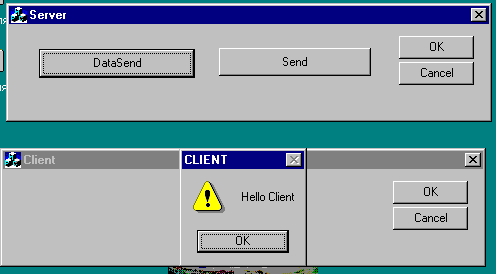 Server
DataSend
Send
OK
Cancel
Client
CLIENT
Hello Client
OK
OK
Cancel